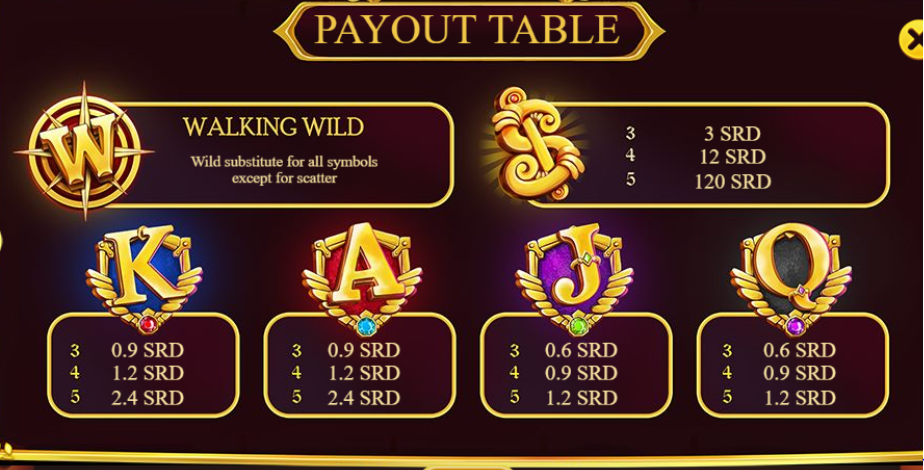 PAYOUT TABLE
W
WALKING WILD
Wild substitute for all symbols
except for scatter
3 3 SRD
4 12 SRD
5 120 SRD
K
3 0.9 SRD
4 1.2 SRD
5 2.4 SRD
A
3 0.9 SRD
4 1.2 SRD
5 2.4 SRD
J
3 0.6 SRD
4 0.9 SRD
5 1.2 SRD
Q
3 0.6 SRD
4 0.9 SRD
5 1.2 SRD